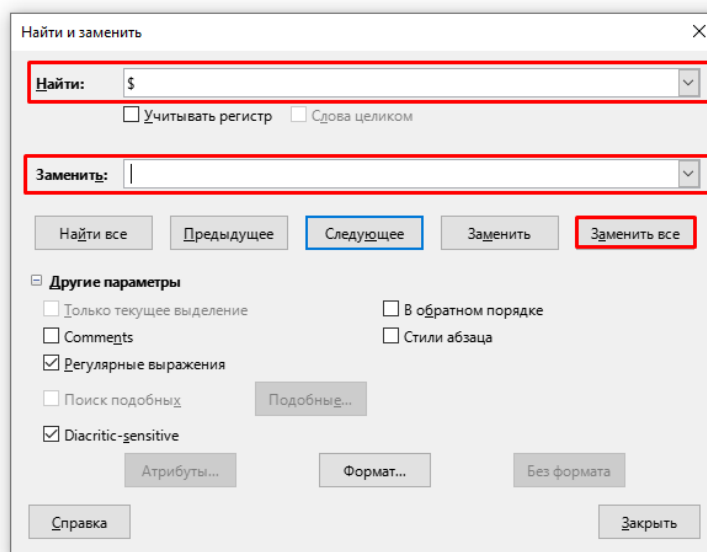 Найти и заменить
Найти: $
Учитывать регистр Слова целиком
Заменить:
Найти все Предыдущее Следующее Заменить Заменить все
Другие параметры
Только текущее выделение В обратном порядке
Comments Стили абзаца
Регулярные выражения
Поиск подобных Подобные...
Diacritic-sensitive
Атрибуты... Формат... Без формата
Справка Закрыть